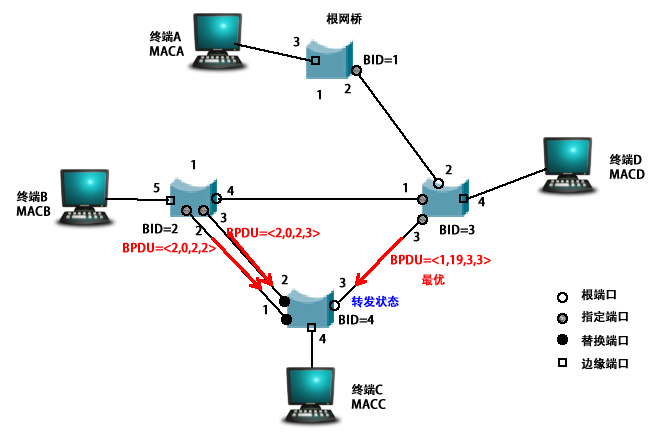 根网桥
终端A
MACA
3
BID=1
1
2
终端D
MACD
终端B
MACB
1
5
4
1
2
4
BID=2
2
3
3
BID=3
BPDU=<2,0,2,3>
BPDU=<2,0,2,2>
BPDU=<1,19,3,3>
最优
2
3
转发状态
1
BID=4
4
终端C
MACC
根端口
指定端口
替换端口
边缘端口